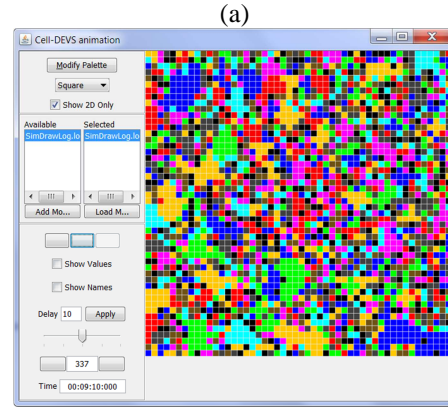 (a)
Cell-DEVS animation
Modify Palette
Square
Show 2D Only
Available Selected
SimDrawLog.lo SimDrawLog.lo
Add Mo... Load M...
Show Values
Show Names
Delay 10 Apply
337
Time 00:09:10:000